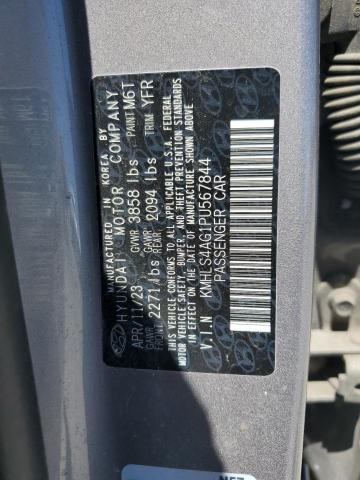 MANUFACTURED IN KOREA BY
HYUNDAI MOTOR COMPANY
APR/11/23 GVWR 3858 lbs PAINT M6T
GAWR FRONT 2271 lbs GAWR REAR 2094 lbs TRIM YFR
THIS VEHICLE CONFORMS TO ALL APPLICABLE U.S.A. FEDERAL
MOTOR VEHICLE SAFETY, BUMPER, AND THEFT PREVENTION STANDARDS
IN EFFECT ON THE DATE OF MANUFACTURE SHOWN ABOVE
V.I.N KMHLS4AG1PU567844
PASSENGER CAR